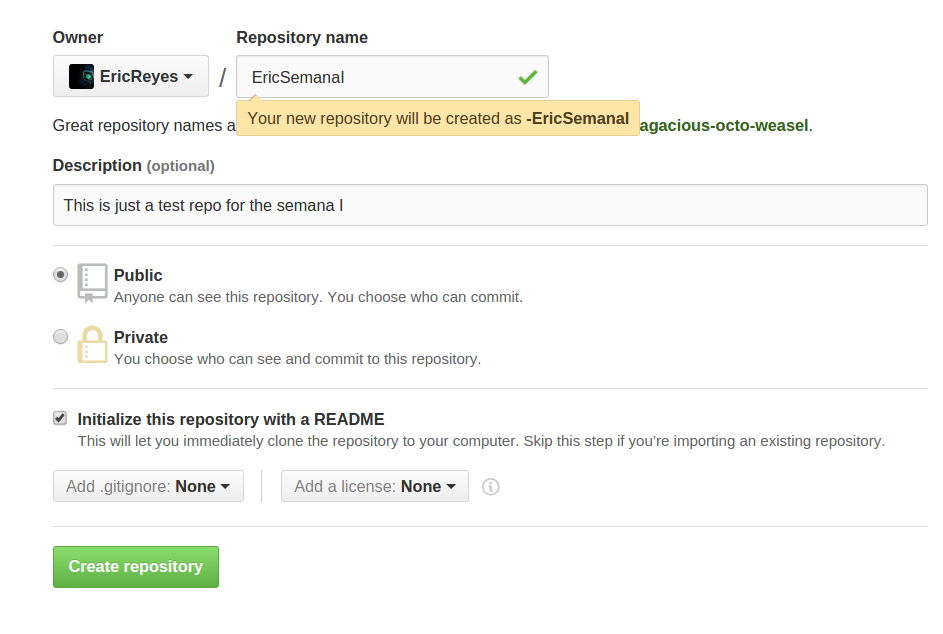 Owner Repository name
EricReyes / EricSemanaI
Your new repository will be created as -EricSemanaI
Great repository names a agacious-octo-weasel.
Description (optional)
This is just a test repo for the semana I
Public
Anyone can see this repository. You choose who can commit.
Private
You choose who can see and commit to this repository.
Initialize this repository with a README
This will let you immediately clone the repository to your computer. Skip this step if you’re importing an existing repository.
Add .gitignore: None Add a license: None
Create repository